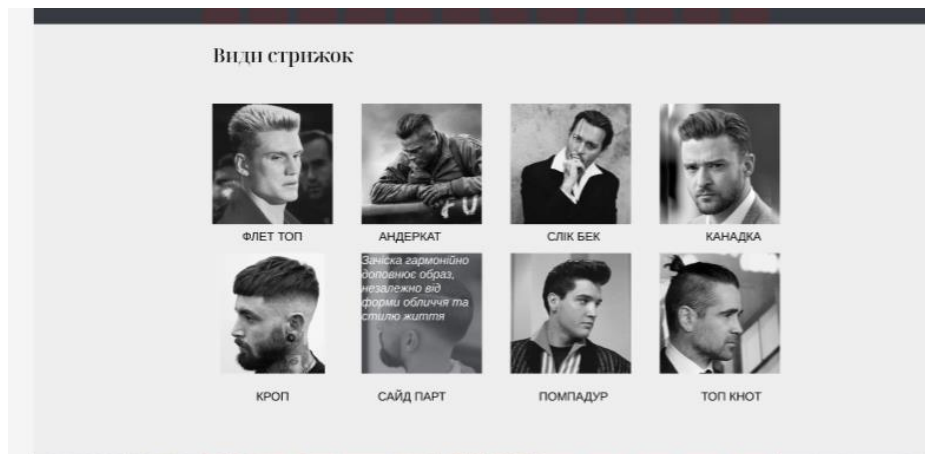 Види стрижок
ФЛЕТ ТОП
АНДЕРКАТ
СЛІК БЕК
КАНАДКА
Зачіска гармонійно
доповнює образ,
незалежно від
форми обличчя та
стилю життя
КРОП
САЙД ПАРТ
ПОМПАДУР
ТОП КНОТ